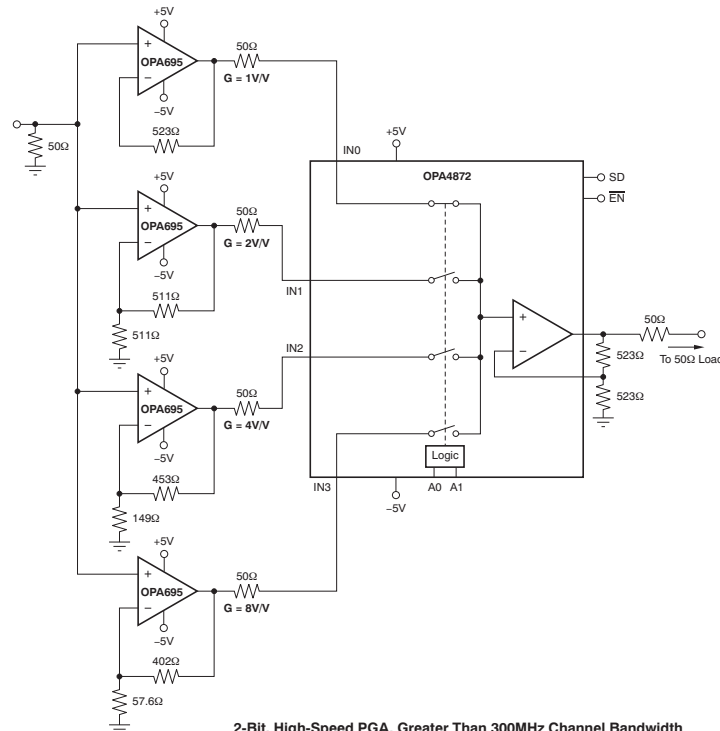 +5V
+
OPA695
−
−5V
50Ω
G = 1V/V
523Ω
50Ω
+5V
+
OPA695
−
−5V
50Ω
G = 2V/V
511Ω
511Ω
+5V
+
OPA695
−
−5V
50Ω
G = 4V/V
453Ω
149Ω
+5V
+
OPA695
−
−5V
50Ω
G = 8V/V
402Ω
57.6Ω
+5V
IN0
OPA4872
SD
EN
IN1
IN2
IN3
+
−
Logic
A0 A1
−5V
50Ω
523Ω
To 50Ω Load
523Ω
2-Bit, High-Speed PGA, Greater Than 300MHz Channel Bandwidth